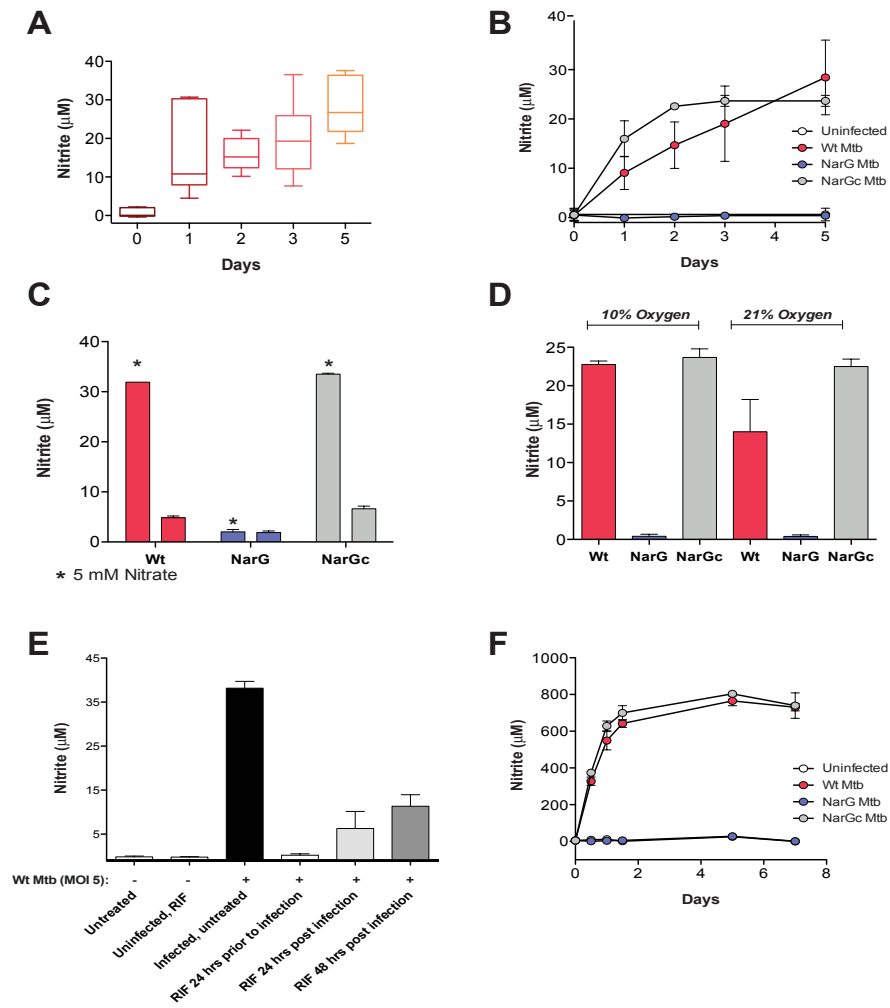 A
Nitrite (µM)
40
30
20
10
0
0 1 2 3 5
Days
B
Nitrite (µM)
40
30
20
10
0
0 1 2 3 4 5
Days
Uninfected
Wt Mtb
NarG Mtb
NarGc Mtb
C
Nitrite (µM)
45
30
15
0
* * *
Wt NarG NarGc
* 5 mM Nitrate
D
10% Oxygen 21% Oxygen
Nitrite (µM)
25
20
15
10
5
0
Wt NarG NarGc Wt NarG NarGc
E
Nitrite (µM)
45
35
25
15
5
Wt Mtb (MOI 5): - - + + + +
Untreated
Uninfected, RIF
Infected, untreated
RIF 24 hrs prior to infection
RIF 24 hrs post infection
RIF 48 hrs post infection
F
Nitrite (µM)
1000
800
600
400
200
0
0 2 4 6 8
Days
Uninfected
Wt Mtb
NarG Mtb
NarGc Mtb